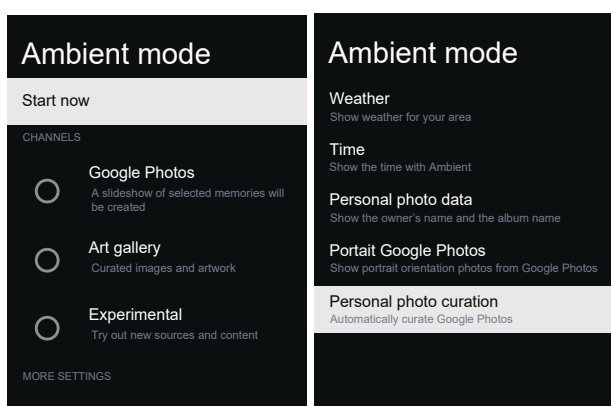 Ambient mode
Start now
CHANNELS
Google Photos
A slideshow of selected memories will
be created
Art gallery
Curated images and artwork
Experimental
Try out new sources and content
MORE SETTINGS
Ambient mode
Weather
Show weather for your area
Time
Show the time with Ambient
Personal photo data
Show the owner's name and the album name
Portait Google Photos
Show portrait orientation photos from Google Photos
Personal photo curation
Automatically curate Google Photos